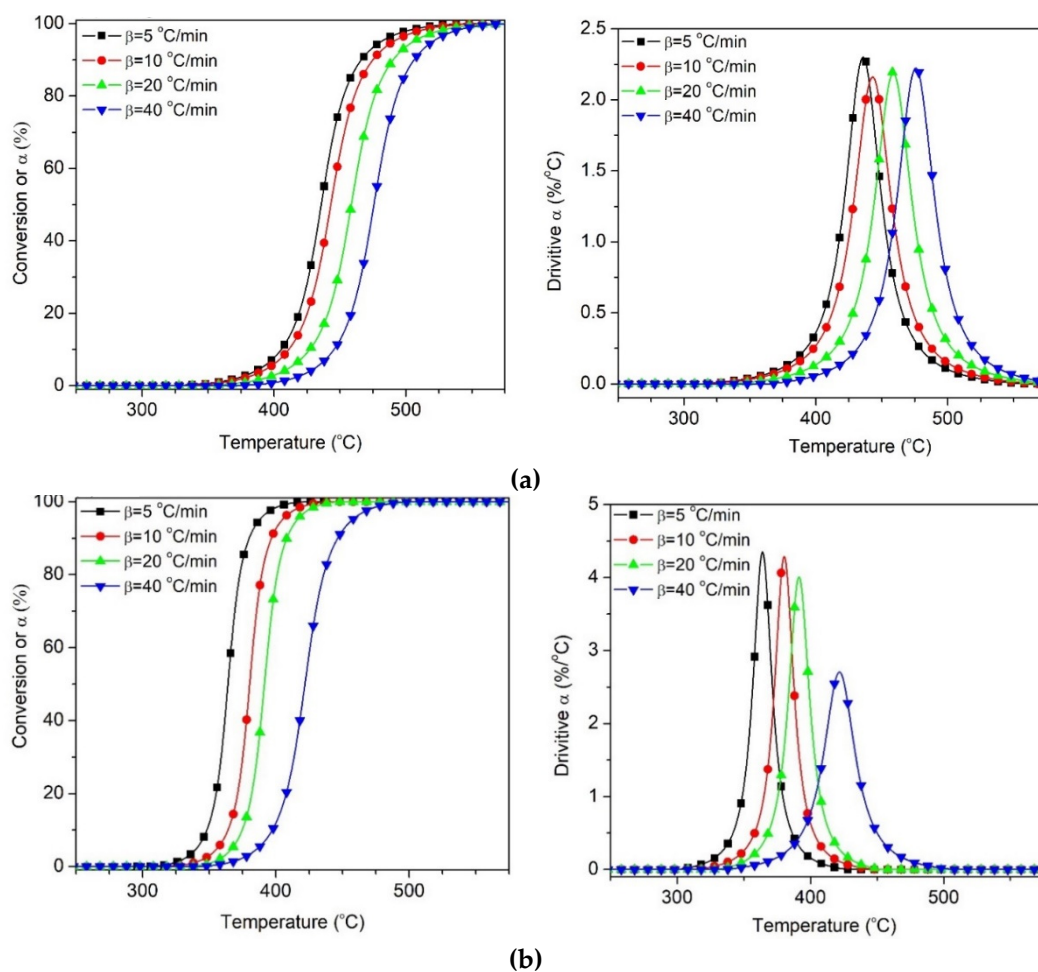 100
80
60
40
20
0
300
400
500
Conversion or α (%)
Temperature (°C)
β=5 °C/min
β=10 °C/min
β=20 °C/min
β=40 °C/min
2.5
2.0
1.5
1.0
0.5
0.0
300
400
500
Drivitive α (%/°C)
Temperature (°C)
β=5 °C/min
β=10 °C/min
β=20 °C/min
β=40 °C/min
(a)
100
80
60
40
20
0
300
400
500
Conversion or α (%)
Temperature (°C)
β=5 °C/min
β=10 °C/min
β=20 °C/min
β=40 °C/min
5
4
3
2
1
0
300
400
500
Drivitive α (%/°C)
Temperature (°C)
β=5 °C/min
β=10 °C/min
β=20 °C/min
β=40 °C/min
(b)